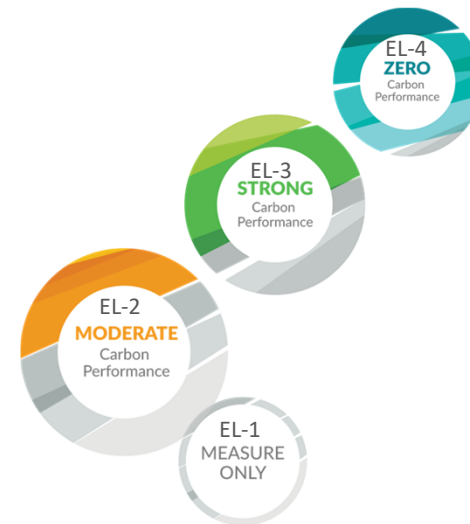 EL-4
ZERO
Carbon
Performance
EL-3
STRONG
Carbon
Performance
EL-2
MODERATE
Carbon
Performance
EL-1
MEASURE
ONLY